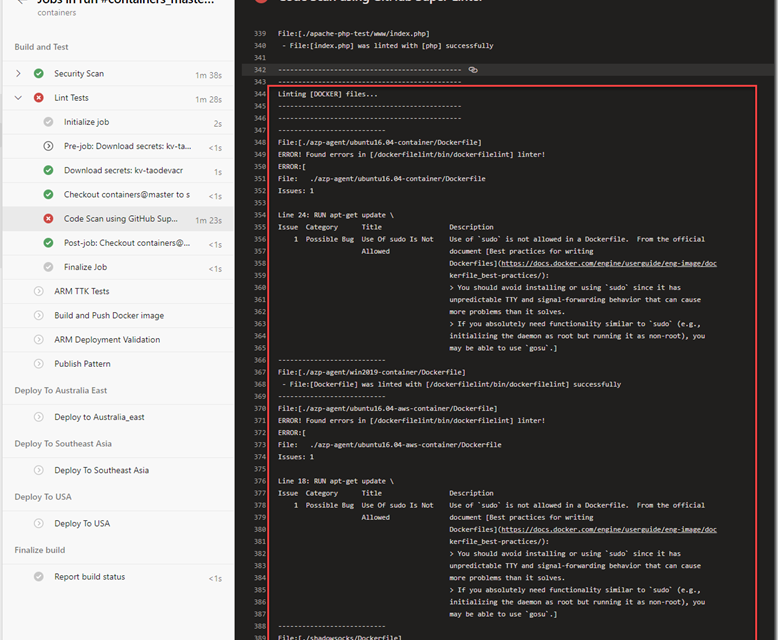 Jobs in run #containers_maste...
containers
Build and Test
Security Scan 1m 38s
Lint Tests 1m 28s
Initialize job 2s
Pre-job: Download secrets: kv-ta... <1s
Download secrets: kv-taodevacr 1s
Checkout containers@master to s <1s
Code Scan using GitHub Sup... 1m 23s
Post-job: Checkout containers@... <1s
Finalize Job <1s
ARM TTK Tests
Build and Push Docker image
ARM Deployment Validation
Publish Pattern
Deploy To Australia East
Deploy to Australia_east
Deploy To Southeast Asia
Deploy To Southeast Asia
Deploy To USA
Deploy To USA
Finalize build
Report build status <1s
Code Scan using GitHub Super Linter
339 File:[./apache-php-test/www/index.php]
340 - File:[index.php] was linted with [php] successfully
341
342 ----------------------------------------------
343 ----------------------------------------------
344 Linting [DOCKER] files...
345 ----------------------------------------------
346 ----------------------------------------------
347 ---------------------------
348 File:[./azp-agent/ubuntu16.04-container/Dockerfile]
349 ERROR! Found errors in [/dockerfilelint/bin/dockerfilelint] linter!
350 ERROR:[
351 File: ./azp-agent/ubuntu16.04-container/Dockerfile
352 Issues: 1
353
354 Line 24: RUN apt-get update \
355 Issue Category Title Description
356 1 Possible Bug Use Of sudo Is Not Use of `sudo` is not allowed in a Dockerfile. From the official
357 Allowed document [Best practices for writing
358 Dockerfiles](https://docs.docker.com/engine/userguide/eng-image/doc
359 kerfile_best-practices/):
360 > You should avoid installing or using `sudo` since it has
361 unpredictable TTY and signal-forwarding behavior that can cause
362 more problems than it solves.
363 > If you absolutely need functionality similar to `sudo` (e.g.,
364 initializing the daemon as root but running it as non-root), you
365 may be able to use `gosu`.]
366 ---------------------------
367 File:[./azp-agent/win2019-container/Dockerfile]
368 - File:[Dockerfile] was linted with [/dockerfilelint/bin/dockerfilelint] successfully
369 ---------------------------
370 File:[./azp-agent/ubuntu16.04-aws-container/Dockerfile]
371 ERROR! Found errors in [/dockerfilelint/bin/dockerfilelint] linter!
372 ERROR:[
373 File: ./azp-agent/ubuntu16.04-aws-container/Dockerfile
374 Issues: 1
375
376 Line 18: RUN apt-get update \
377 Issue Category Title Description
378 1 Possible Bug Use Of sudo Is Not Use of `sudo` is not allowed in a Dockerfile. From the official
379 Allowed document [Best practices for writing
380 Dockerfiles](https://docs.docker.com/engine/userguide/eng-image/doc
381 kerfile_best-practices/):
382 > You should avoid installing or using `sudo` since it has
383 unpredictable TTY and signal-forwarding behavior that can cause
384 more problems than it solves.
385 > If you absolutely need functionality similar to `sudo` (e.g.,
386 initializing the daemon as root but running it as non-root), you
387 may be able to use `gosu`.]
388 ---------------------------
389 File:[./shadowsocks/Dockerfile]